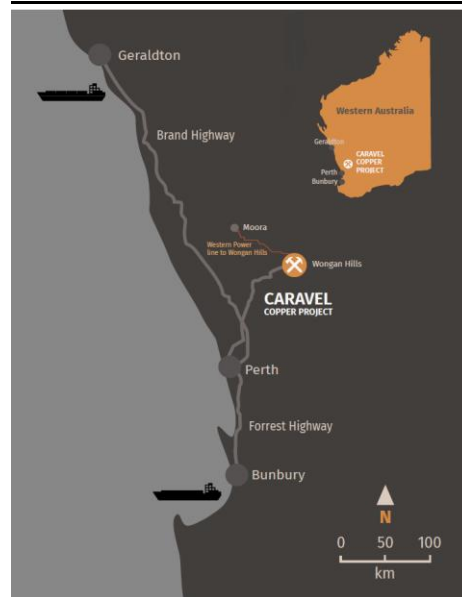 Geraldton
Brand Highway
Western Australia
Geraldton
CARAVEL
COPPER
PROJECT
Perth
Bunbury
Moora
Western Power
line to Wongan Hills
Wongan Hills
CARAVEL
COPPER PROJECT
Perth
Forrest Highway
Bunbury
N
0 50 100
km